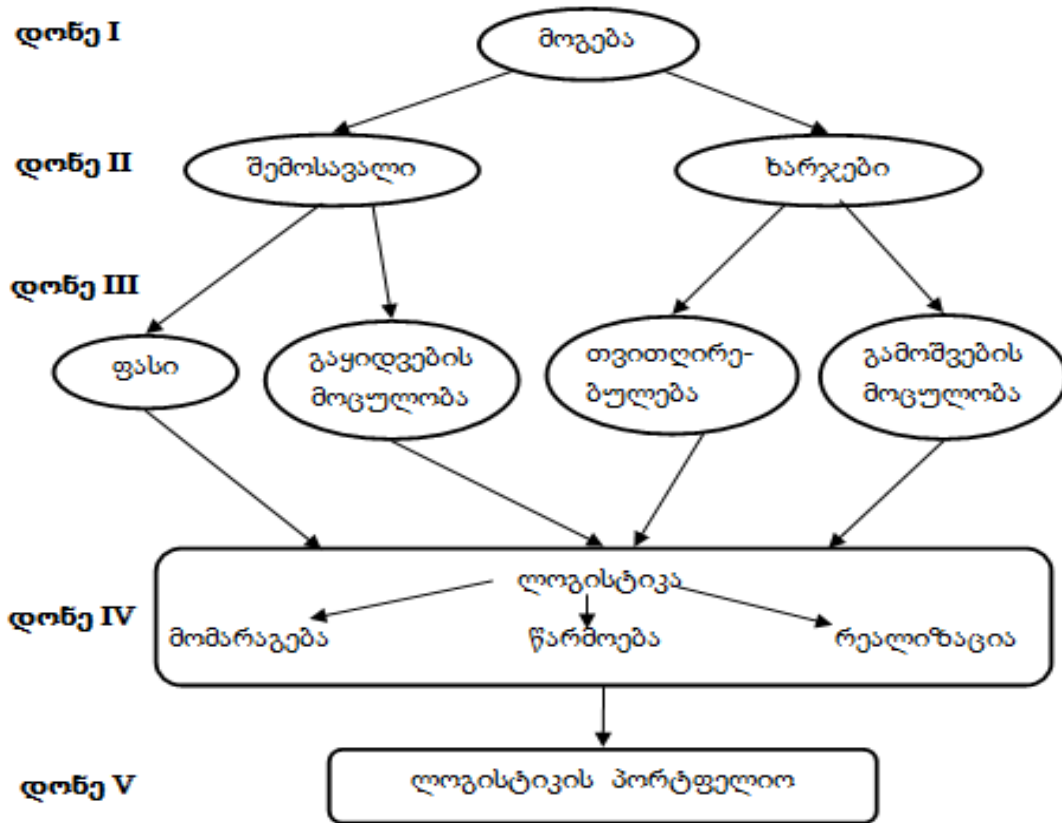 დონე I
მოგება
დონე II
შემოსავალი
ხარჯები
დონე III
ფასი
გაყიდვების
მოცულობა
თვითღირე-
ბულება
გამოშვების
მოცულობა
დონე IV
ლოგისტიკა
მომარაგება
წარმოება
რეალიზაცია
დონე V
ლოგისტიკის პორტფელიო